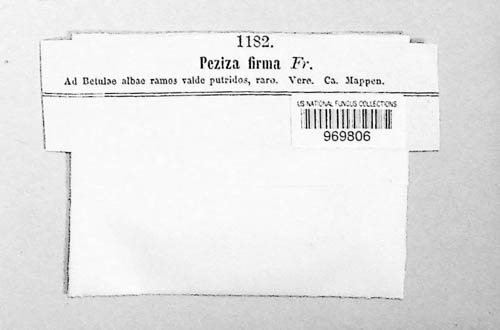 1182.
Peziza firma Fr.
Ad Betulae albae ramos valde putridos, raro. Vere. Ca. Mappen.
US NATIONAL FUNGUS COLLECTIONS
969806